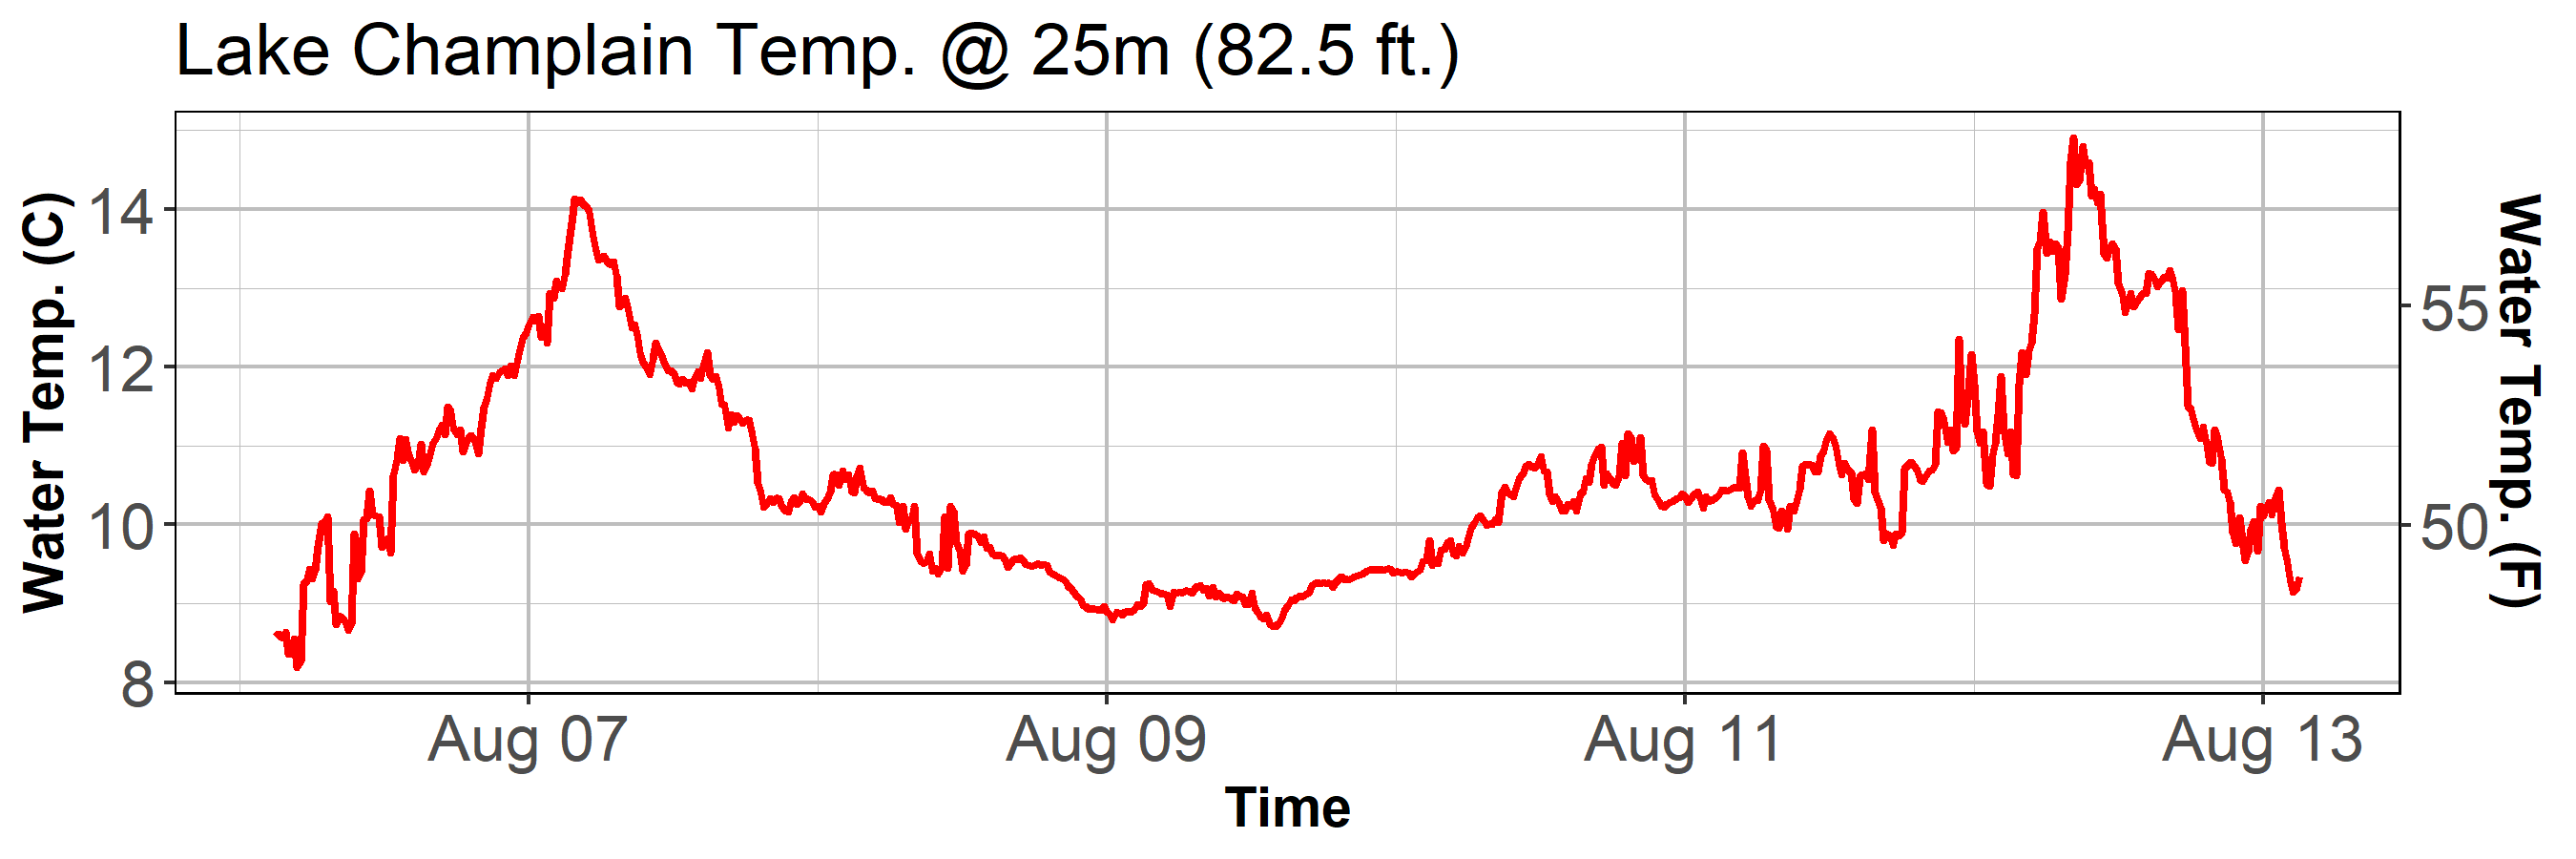 Lake Champlain Temp. @ 25m (82.5 ft.)
Water Temp. (C)
14
12
10
8
55
50
Water Temp. (F)
Aug 07
Aug 09
Aug 11
Aug 13
Time